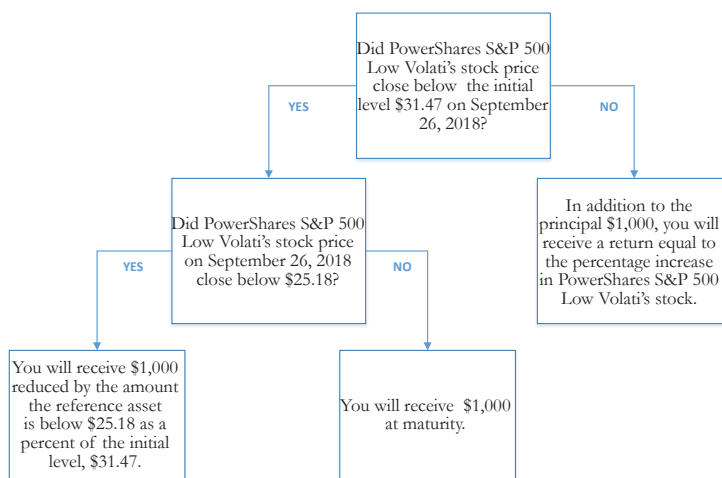 Did PowerShares S&P 500
Low Volati's stock price
close below the initial
level $31.47 on September
26, 2018?
YES
NO
Did PowerShares S&P 500
Low Volati's stock price
on September 26, 2018
close below $25.18?
In addition to the
principal $1,000, you will
receive a return equal to
the percentage increase
in PowerShares S&P 500
Low Volati's stock.
YES
NO
You will receive $1,000
reduced by the amount
the reference asset
is below $25.18 as a
percent of the initial
level, $31.47.
You will receive $1,000
at maturity.